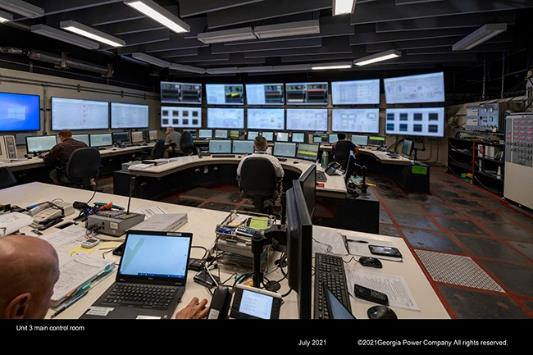 Unit 3 main control room
July 2021
©2021Georgia Power Company All rights reserved.